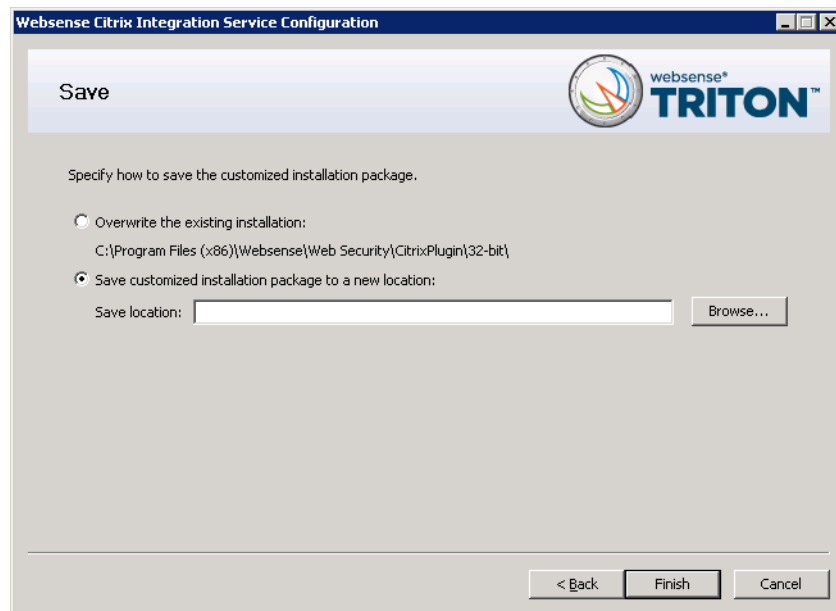 Websense Citrix Integration Service Configuration
Save
websense®
TRITON™
Specify how to save the customized installation package.
Overwrite the existing installation:
C:\Program Files (x86)\Websense\Web Security\CitrixPlugin\32-bit\
Save customized installation package to a new location:
Save location:
Browse...
< Back
Finish
Cancel